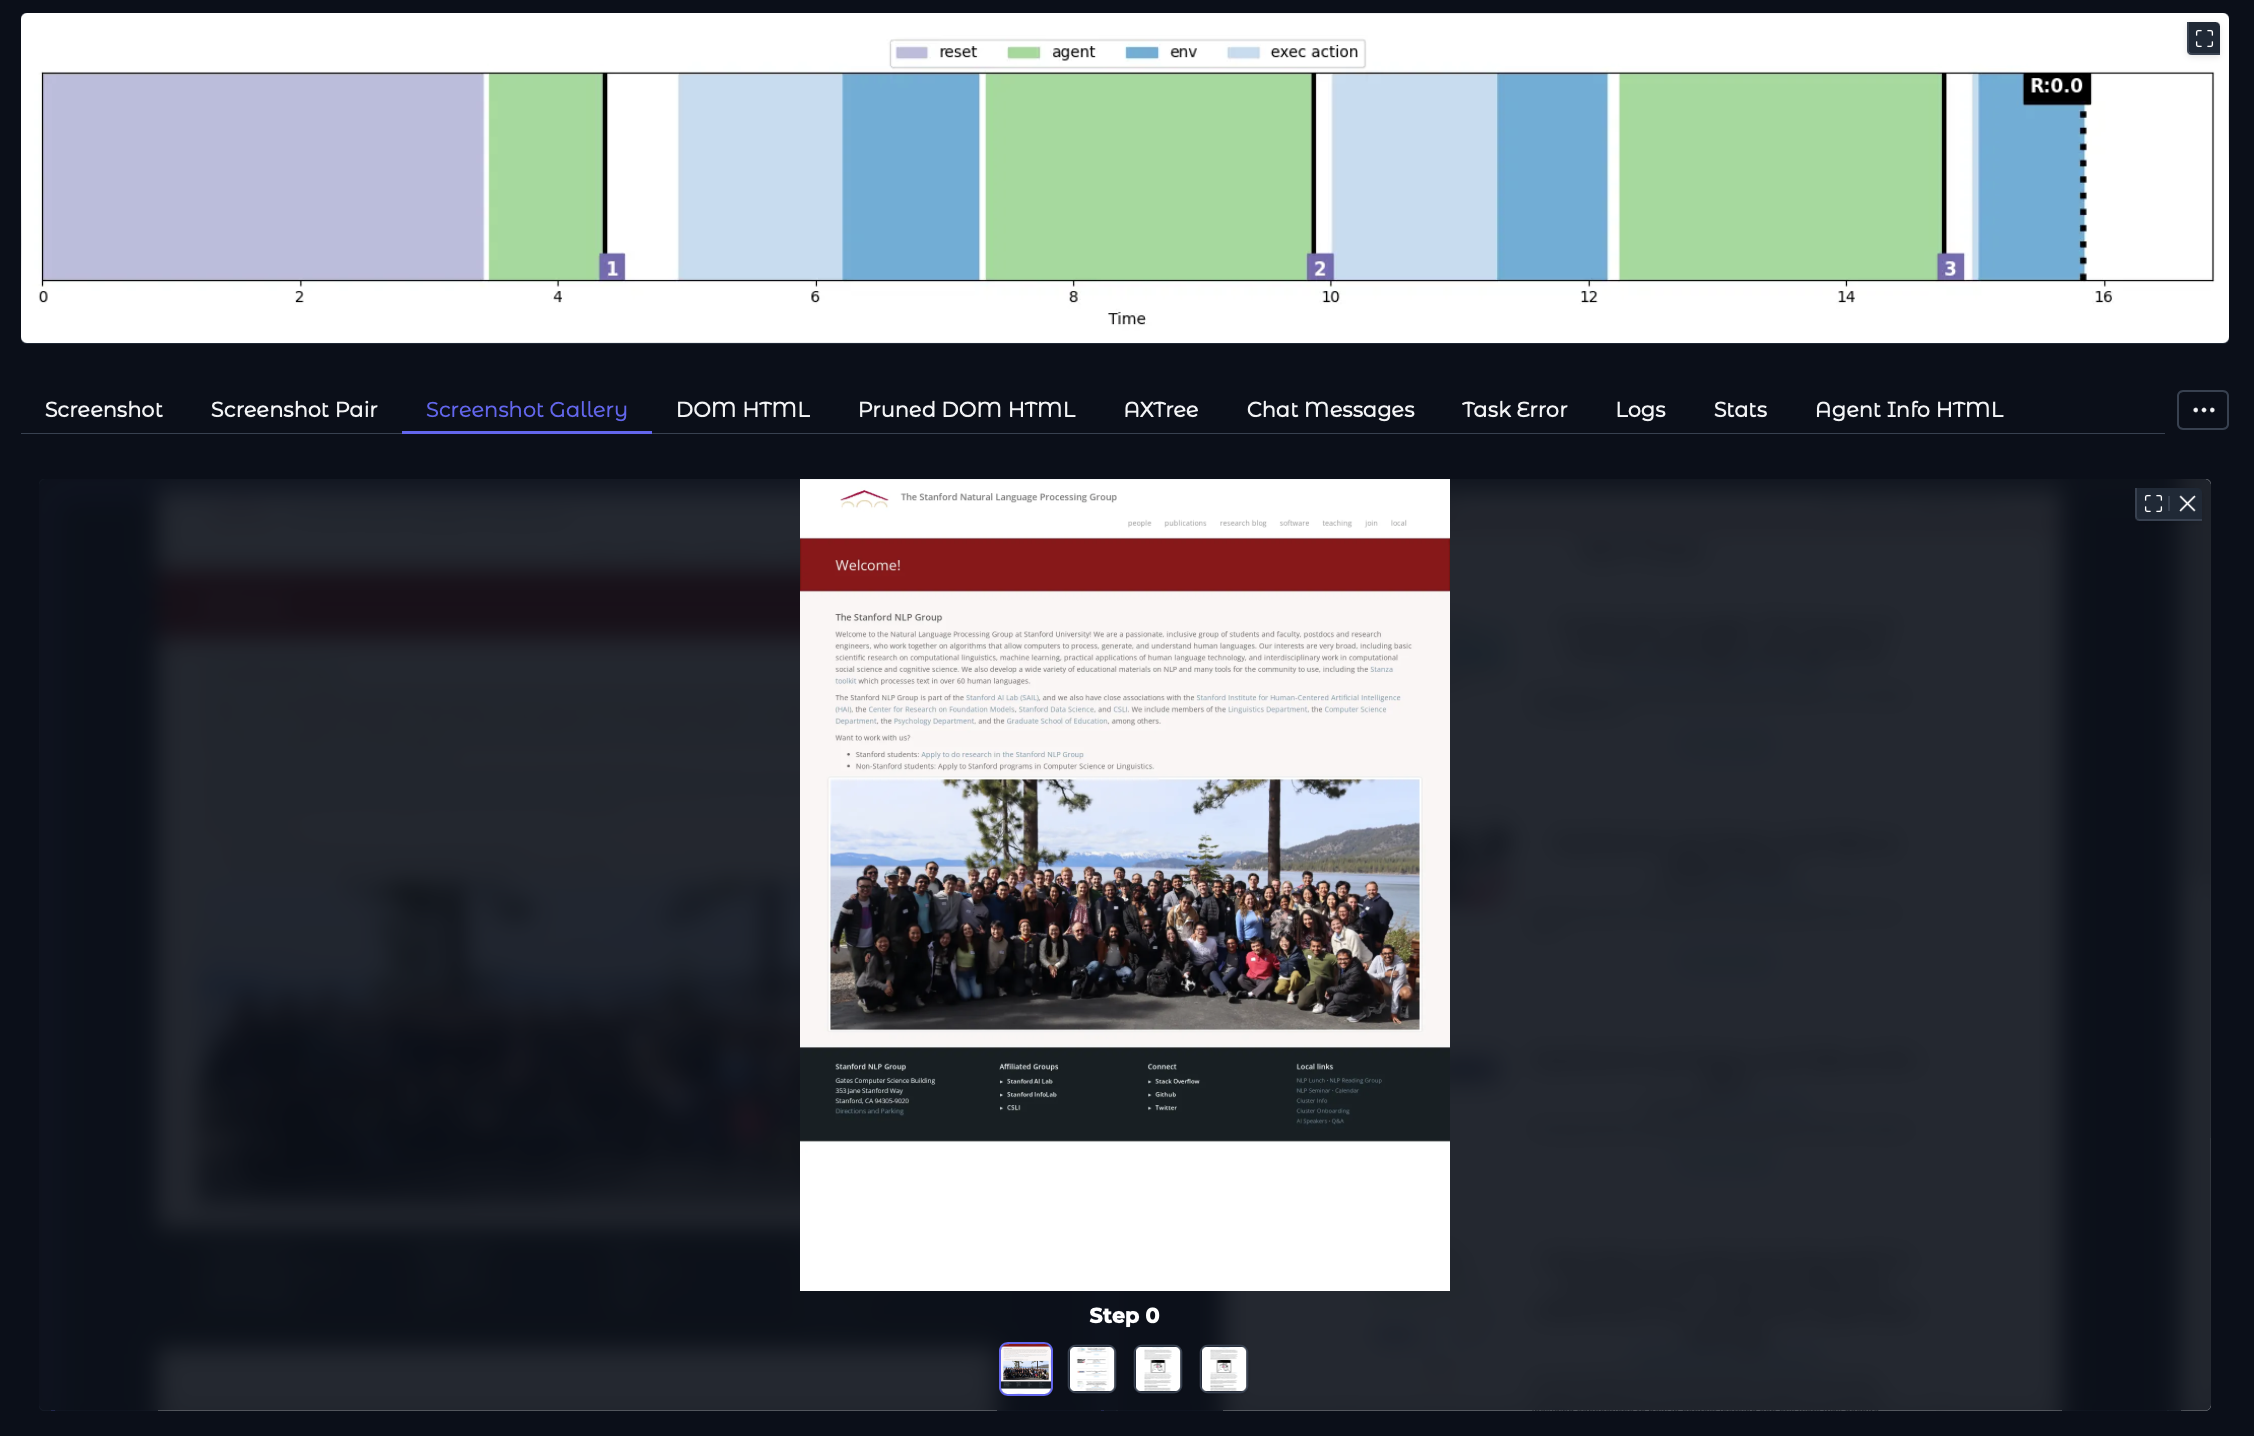 reset agent env exec action
R:0.0
1 2 3
0 2 4 6 8 10 12 14 16
Time
Screenshot Screenshot Pair Screenshot Gallery DOM HTML Pruned DOM HTML AXTree Chat Messages Task Error Logs Stats Agent Info HTML
The Stanford Natural Language Processing Group
people publications research blog software teaching join local
Welcome!
The Stanford NLP Group
Welcome to the Natural Language Processing Group at Stanford University! We are a passionate, inclusive group of students and faculty, postdocs and research
engineers, who work together on algorithms that allow computers to process, generate, and understand human languages. Our interests are very broad, including basic
scientific research on computational linguistics, machine learning, practical applications of human language technology, and interdisciplinary work in computational
social science and cognitive science. We also develop a wide variety of educational materials on NLP and many tools for the community to use, including the Stanza
toolkit which processes text in over 60 human languages.
The Stanford NLP Group is part of the Stanford AI Lab (SAIL), and we also have close associations with the Stanford Institute for Human-Centered Artificial Intelligence
(HAI), the Center for Research on Foundation Models, Stanford Data Science, and CSLI. We include members of the Linguistics Department, the Computer Science
Department, the Psychology Department, and the Graduate School of Education, among others.
Want to work with us?
• Stanford students: Apply to do research in the Stanford NLP Group
• Non-Stanford students: Apply to Stanford programs in Computer Science or Linguistics.
Stanford NLP Group
Gates Computer Science Building
353 Jane Stanford Way
Stanford, CA 94305-9020
Directions and Parking
Affiliated Groups
Stanford AI Lab
Stanford InfoLab
CSLI
Connect
Stack Overflow
Github
Twitter
Local links
NLP Lunch · NLP Reading Group
NLP Seminar · Calendar
Cluster Info
Cluster Onboarding
AI Speakers · Q&A
Step 0